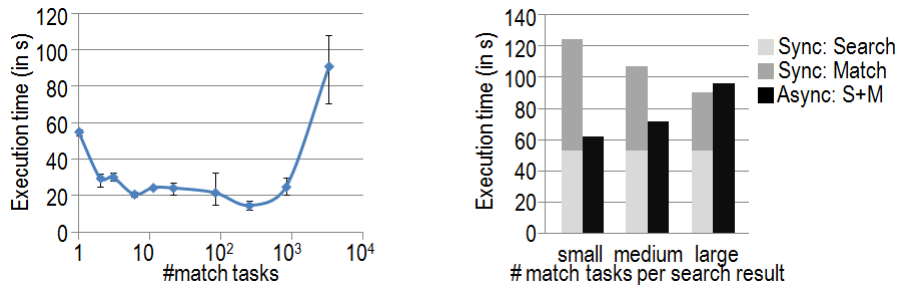 120
100
80
60
40
20
0
Execution time (in s)
1
10
10²
10³
10⁴
#match tasks
140
120
100
80
60
40
20
0
Execution time (in s)
small medium large
# match tasks per search result
Sync: Search
Sync: Match
Async: S+M